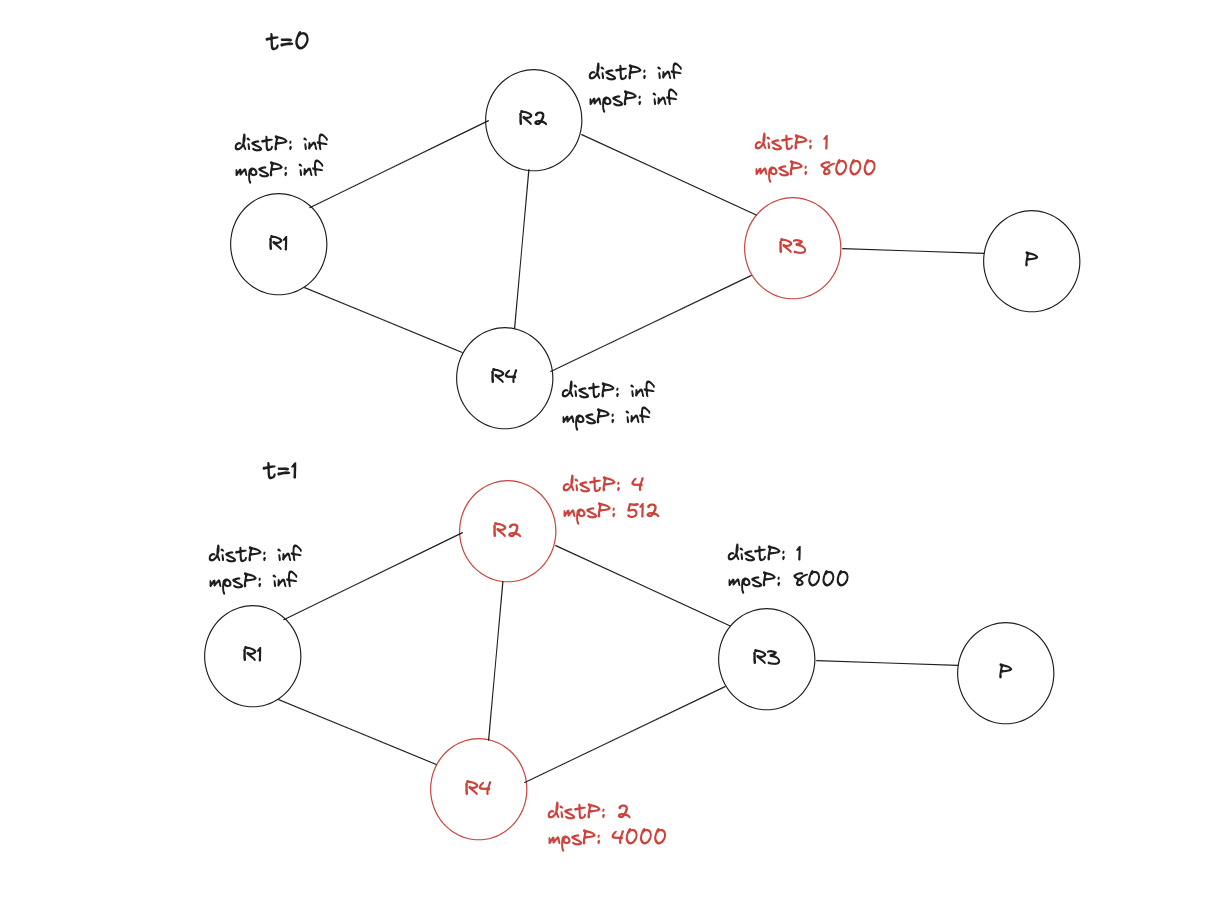 t=0
distP: inf
mpsP: inf
R2
distP: inf
mpsP: inf
R1
distP: 1
mpsP: 8000
R3
P
R4
distP: inf
mpsP: inf
t=1
distP: 4
mpsP: 512
R2
distP: inf
mpsP: inf
R1
distP: 1
mpsP: 8000
R3
P
R4
distP: 2
mpsP: 4000